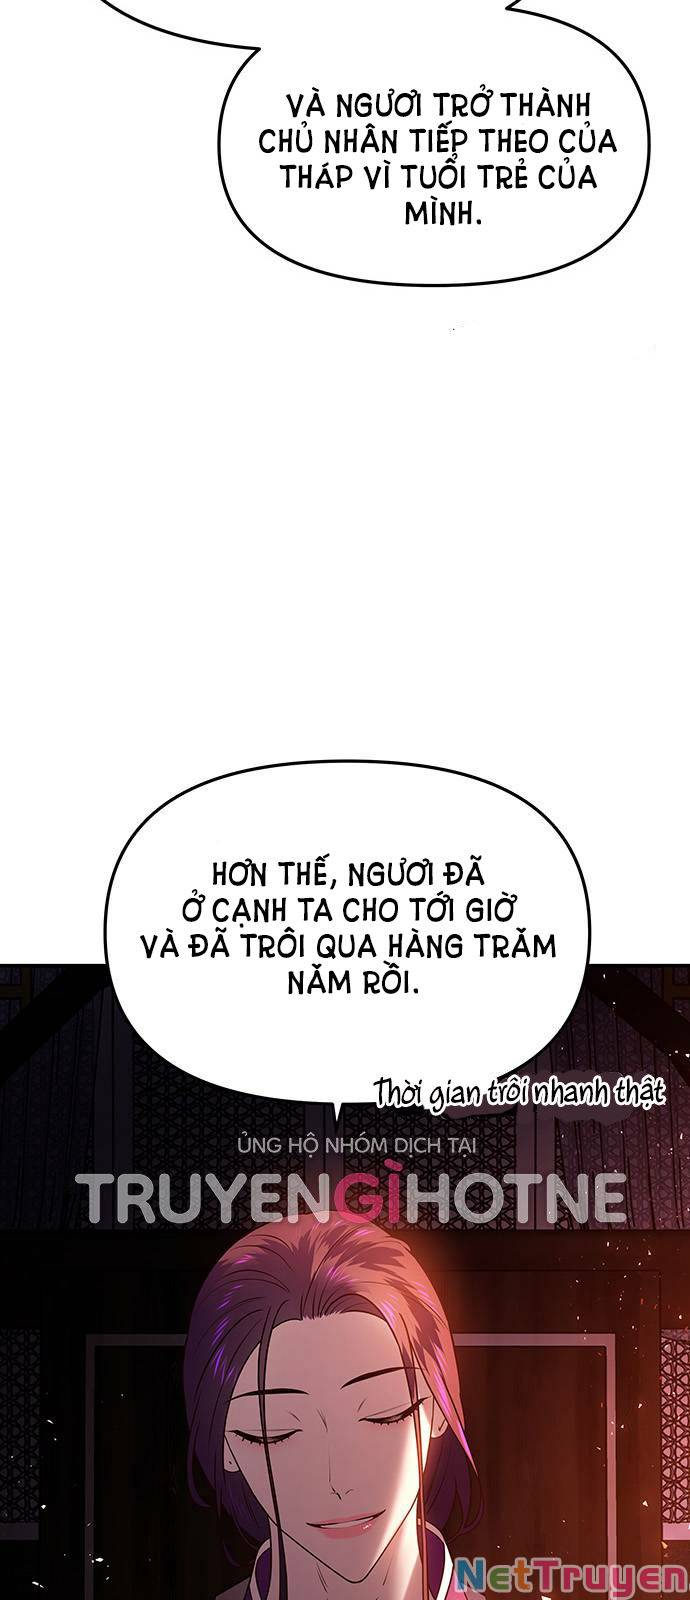 VÀ NGƯƠI TRỞ THÀNH
CHỦ NHÂN TIẾP THEO CỦA
THÁP VÌ TUỔI TRẺ CỦA
MÌNH.
HƠN THẾ, NGƯƠI ĐÃ
Ở CẠNH TA CHO TỚI GIỜ
VÀ ĐÃ TRÔI QUA HÀNG TRĂM
NĂM RỒI.
Thời gian trôi nhanh thật
ỦNG HỘ NHÓM DỊCH TẠI
TRUYENGÌHOTNE
NetTruyen